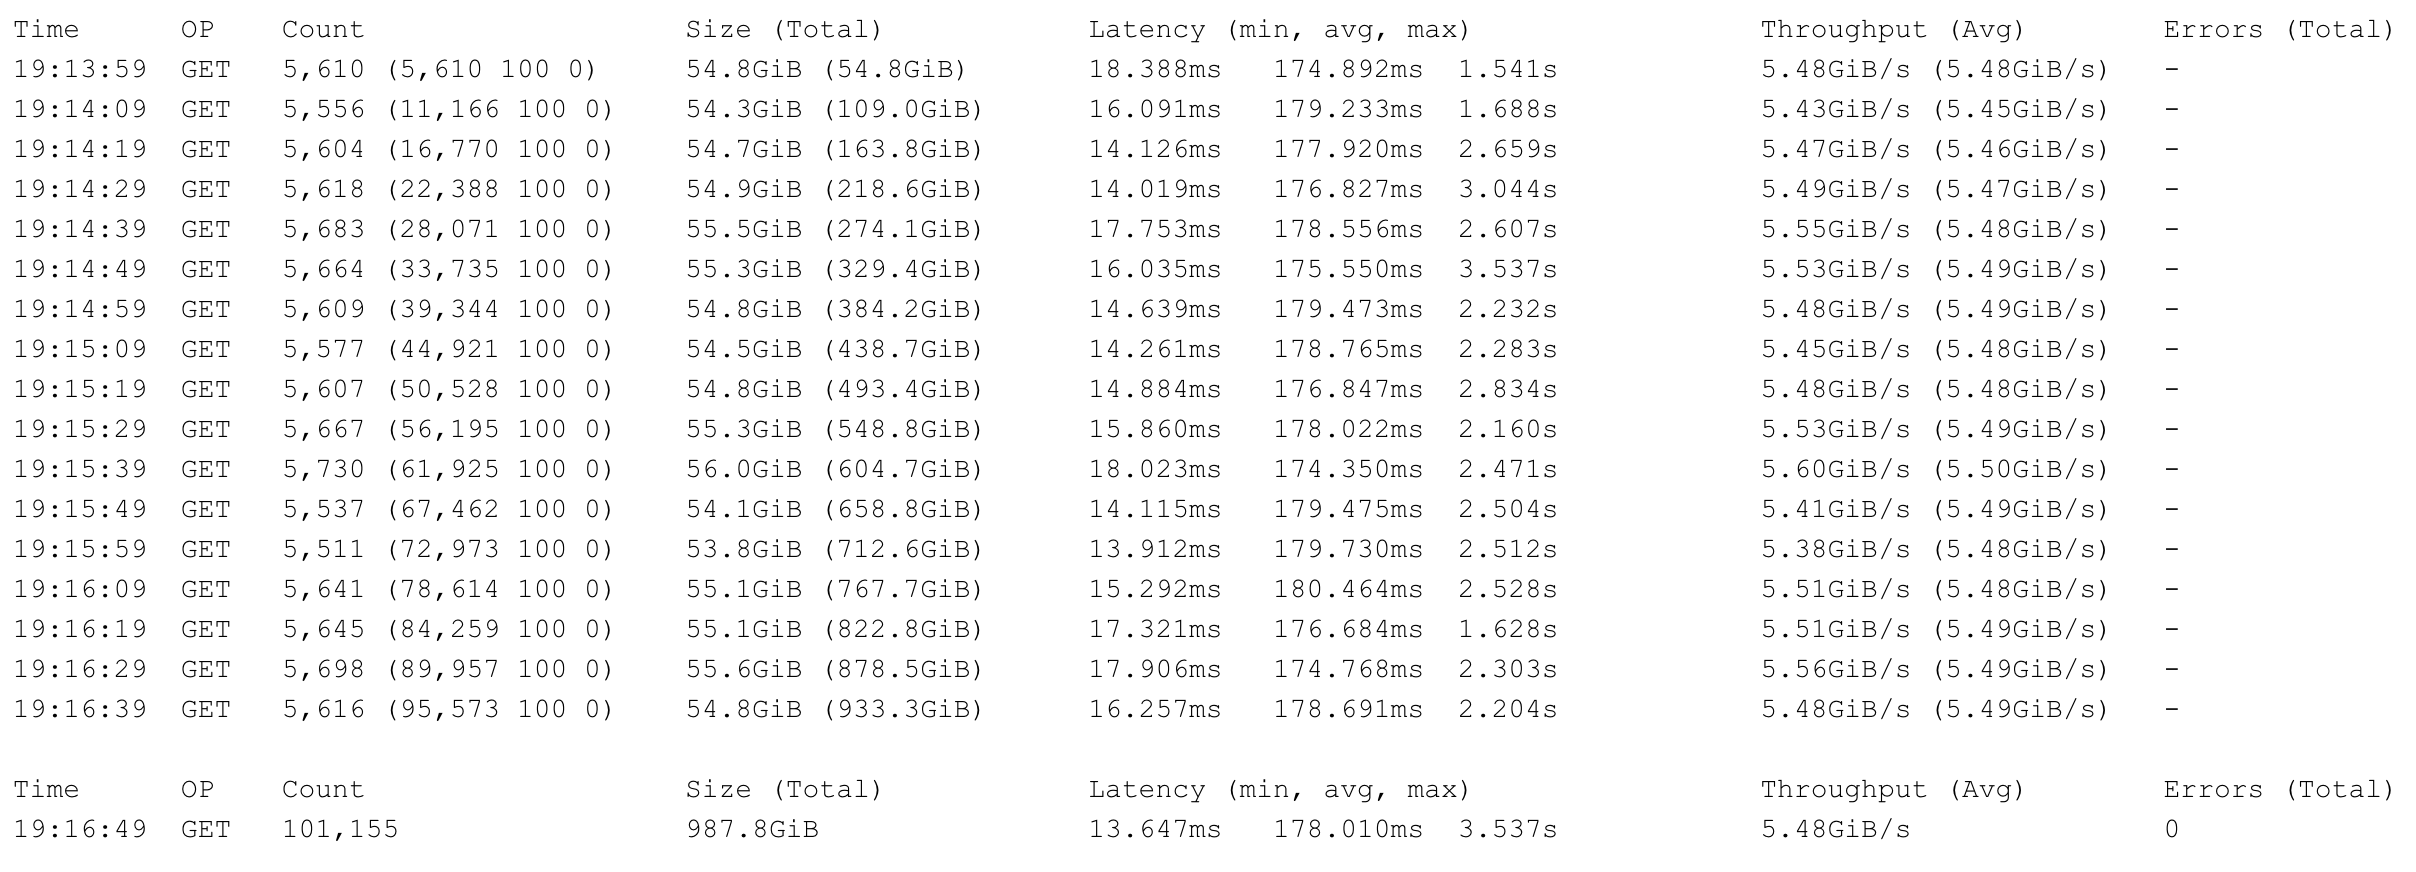 Time OP Count Size (Total) Latency (min, avg, max) Throughput (Avg) Errors (Total)
19:13:59 GET 5,610 (5,610 100 0) 54.8GiB (54.8GiB) 18.388ms 174.892ms 1.541s 5.48GiB/s (5.48GiB/s) -
19:14:09 GET 5,556 (11,166 100 0) 54.3GiB (109.0GiB) 16.091ms 179.233ms 1.688s 5.43GiB/s (5.45GiB/s) -
19:14:19 GET 5,604 (16,770 100 0) 54.7GiB (163.8GiB) 14.126ms 177.920ms 2.659s 5.47GiB/s (5.46GiB/s) -
19:14:29 GET 5,618 (22,388 100 0) 54.9GiB (218.6GiB) 14.019ms 176.827ms 3.044s 5.49GiB/s (5.47GiB/s) -
19:14:39 GET 5,683 (28,071 100 0) 55.5GiB (274.1GiB) 17.753ms 178.556ms 2.607s 5.55GiB/s (5.48GiB/s) -
19:14:49 GET 5,664 (33,735 100 0) 55.3GiB (329.4GiB) 16.035ms 175.550ms 3.537s 5.53GiB/s (5.49GiB/s) -
19:14:59 GET 5,609 (39,344 100 0) 54.8GiB (384.2GiB) 14.639ms 179.473ms 2.232s 5.48GiB/s (5.49GiB/s) -
19:15:09 GET 5,577 (44,921 100 0) 54.5GiB (438.7GiB) 14.261ms 178.765ms 2.283s 5.45GiB/s (5.48GiB/s) -
19:15:19 GET 5,607 (50,528 100 0) 54.8GiB (493.4GiB) 14.884ms 176.847ms 2.834s 5.48GiB/s (5.48GiB/s) -
19:15:29 GET 5,667 (56,195 100 0) 55.3GiB (548.8GiB) 15.860ms 178.022ms 2.160s 5.53GiB/s (5.49GiB/s) -
19:15:39 GET 5,730 (61,925 100 0) 56.0GiB (604.7GiB) 18.023ms 174.350ms 2.471s 5.60GiB/s (5.50GiB/s) -
19:15:49 GET 5,537 (67,462 100 0) 54.1GiB (658.8GiB) 14.115ms 179.475ms 2.504s 5.41GiB/s (5.49GiB/s) -
19:15:59 GET 5,511 (72,973 100 0) 53.8GiB (712.6GiB) 13.912ms 179.730ms 2.512s 5.38GiB/s (5.48GiB/s) -
19:16:09 GET 5,641 (78,614 100 0) 55.1GiB (767.7GiB) 15.292ms 180.464ms 2.528s 5.51GiB/s (5.48GiB/s) -
19:16:19 GET 5,645 (84,259 100 0) 55.1GiB (822.8GiB) 17.321ms 176.684ms 1.628s 5.51GiB/s (5.49GiB/s) -
19:16:29 GET 5,698 (89,957 100 0) 55.6GiB (878.5GiB) 17.906ms 174.768ms 2.303s 5.56GiB/s (5.49GiB/s) -
19:16:39 GET 5,616 (95,573 100 0) 54.8GiB (933.3GiB) 16.257ms 178.691ms 2.204s 5.48GiB/s (5.49GiB/s) -
Time OP Count Size (Total) Latency (min, avg, max) Throughput (Avg) Errors (Total)
19:16:49 GET 101,155 987.8GiB 13.647ms 178.010ms 3.537s 5.48GiB/s 0